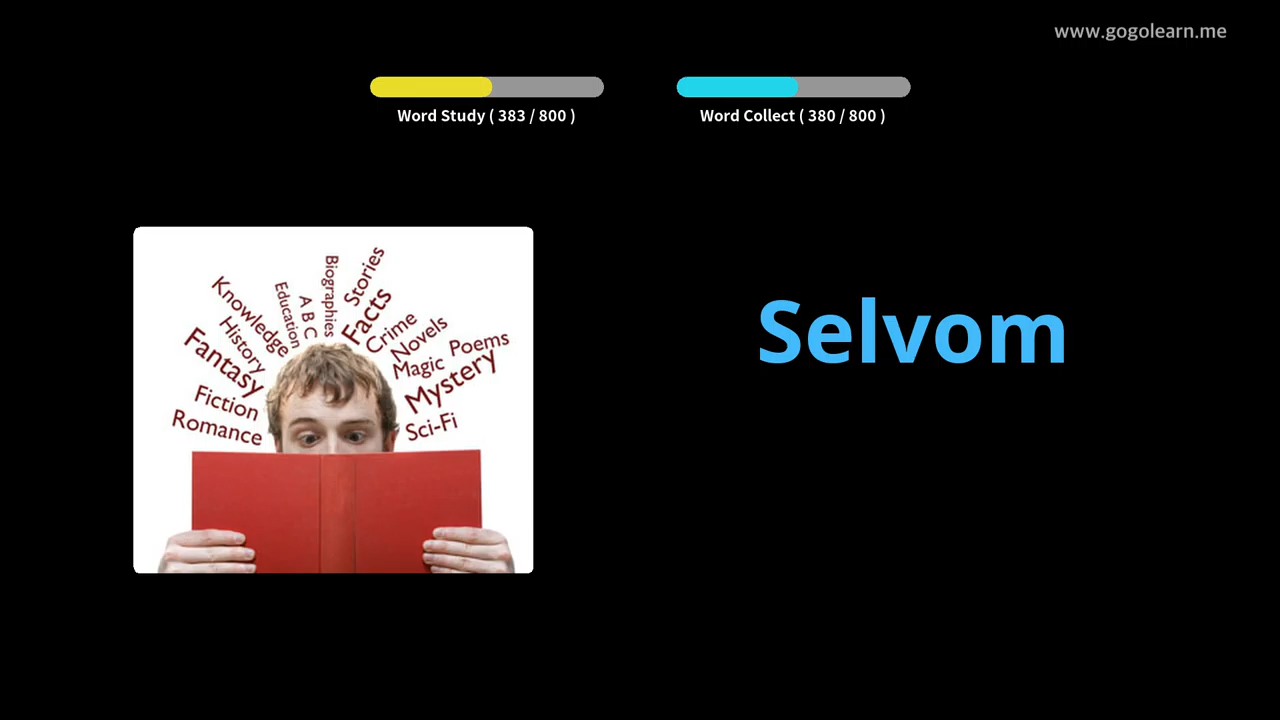 www.gogolearn.me
Word Study ( 383 / 800 )
Word Collect ( 380 / 800 )
Selvom
Stories
Biographies
Facts
A B C
Education
Knowledge
Crime
Novels
History
Poems
Magic
Fantasy
Mystery
Fiction
Romance
Sci-Fi